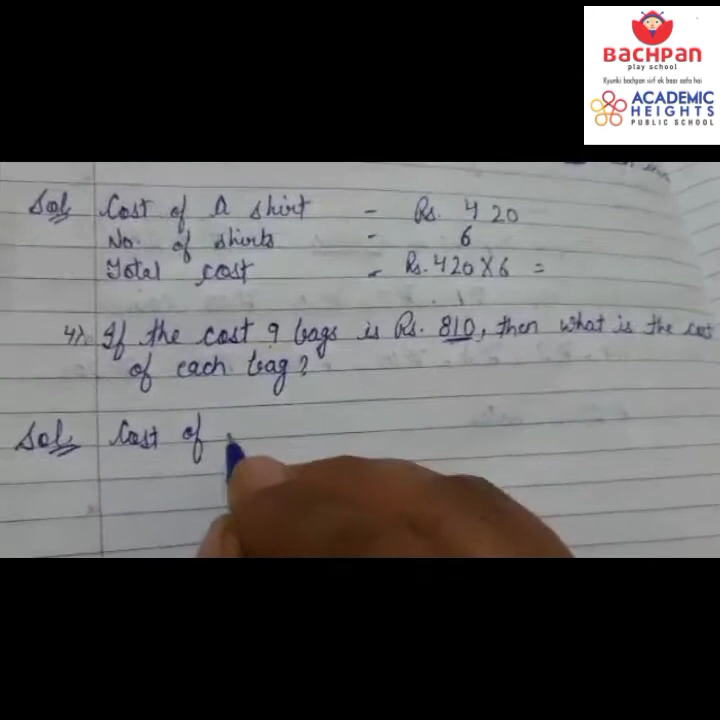 BACHPAN
play school
Kyunki bachpan sirf ek baar aata hai
ACADEMIC
HEIGHTS
PUBLIC SCHOOL
Sol. Cost of a shirt - Rs. 420
No. of shirts - 6
Total cost - Rs. 420 X 6 =
4). If the cost 9 bags is Rs. 810, then what is the cost
of each bag?
Sol. Cost of